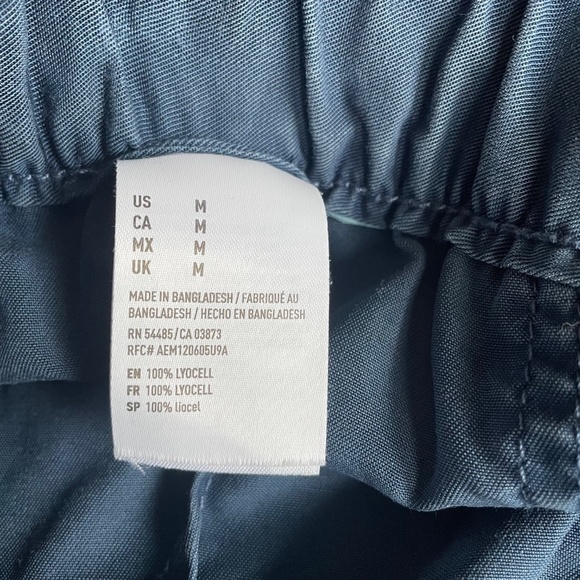 US M
CA M
MX M
UK M
MADE IN BANGLADESH / FABRIQUÉ AU
BANGLADESH / HECHO EN BANGLADESH
RN 54485/CA 03873
RFC# AEM120605U9A
EN 100% LYOCELL
FR 100% LYOCELL
SP 100% liocel